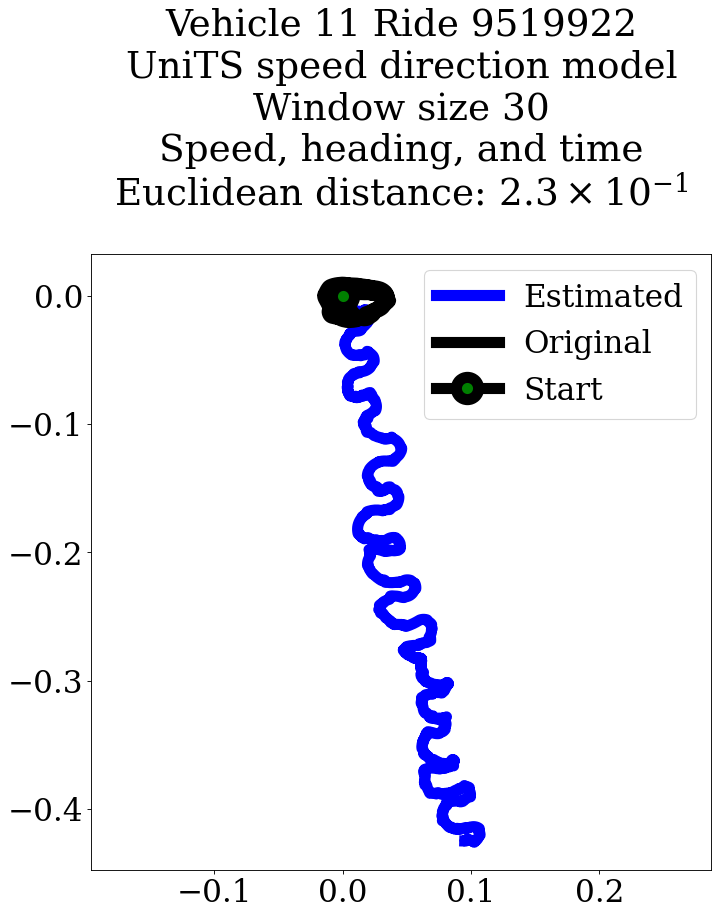 Vehicle 11 Ride 9519922
UniTS speed direction model
Window size 30
Speed, heading, and time
Euclidean distance: 2.3 × 10⁻¹
Estimated
Original
Start
0.0
−0.1
−0.2
−0.3
−0.4
−0.1 0.0 0.1 0.2